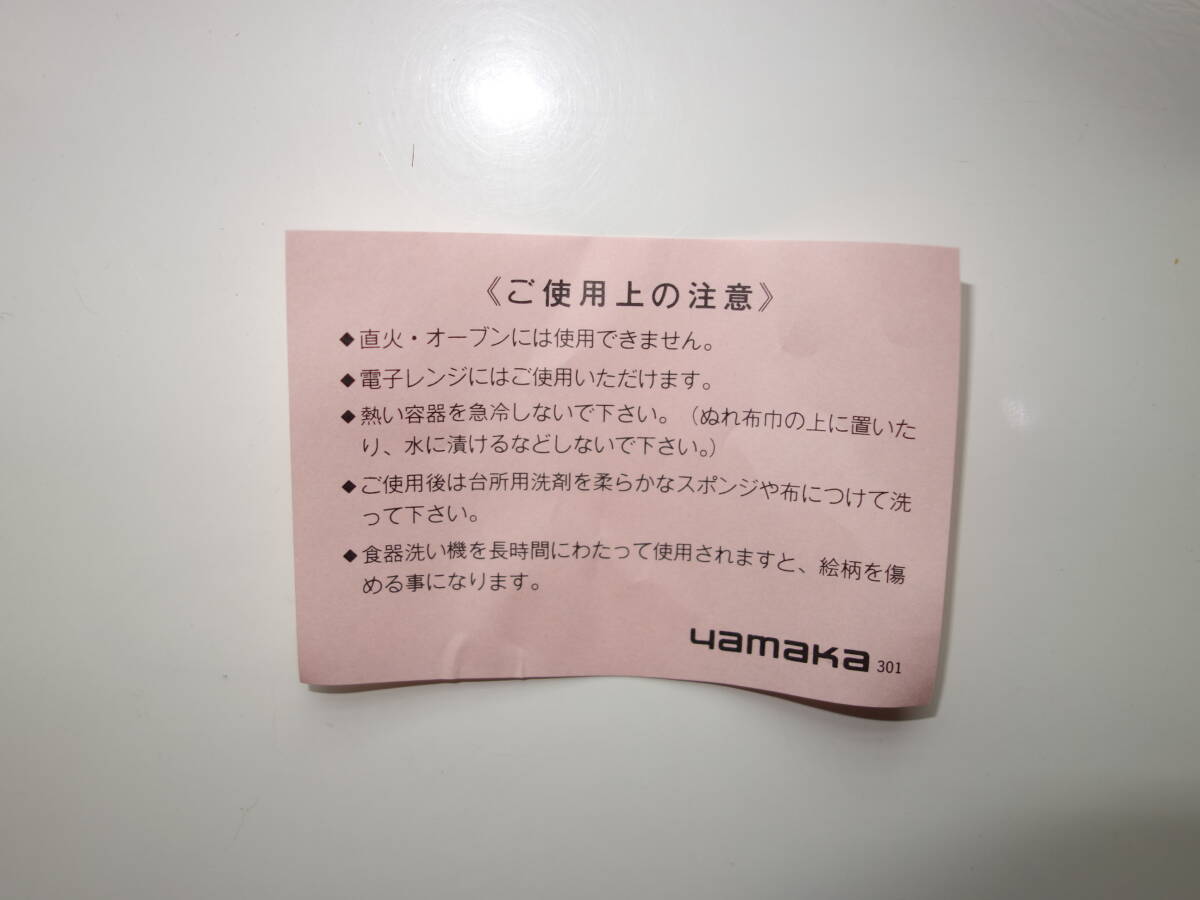 《ご使用上の注意》
◆直火・オーブンには使用できません。
◆電子レンジにはご使用いただけます。
◆熱い容器を急冷しないで下さい。（ぬれ布巾の上に置いた
り、水に漬けるなどしないで下さい。）
◆ご使用後は台所用洗剤を柔らかなスポンジや布につけて洗
って下さい。
◆食器洗い機を長時間にわたって使用されますと、絵柄を傷
める事になります。
yamaka 301